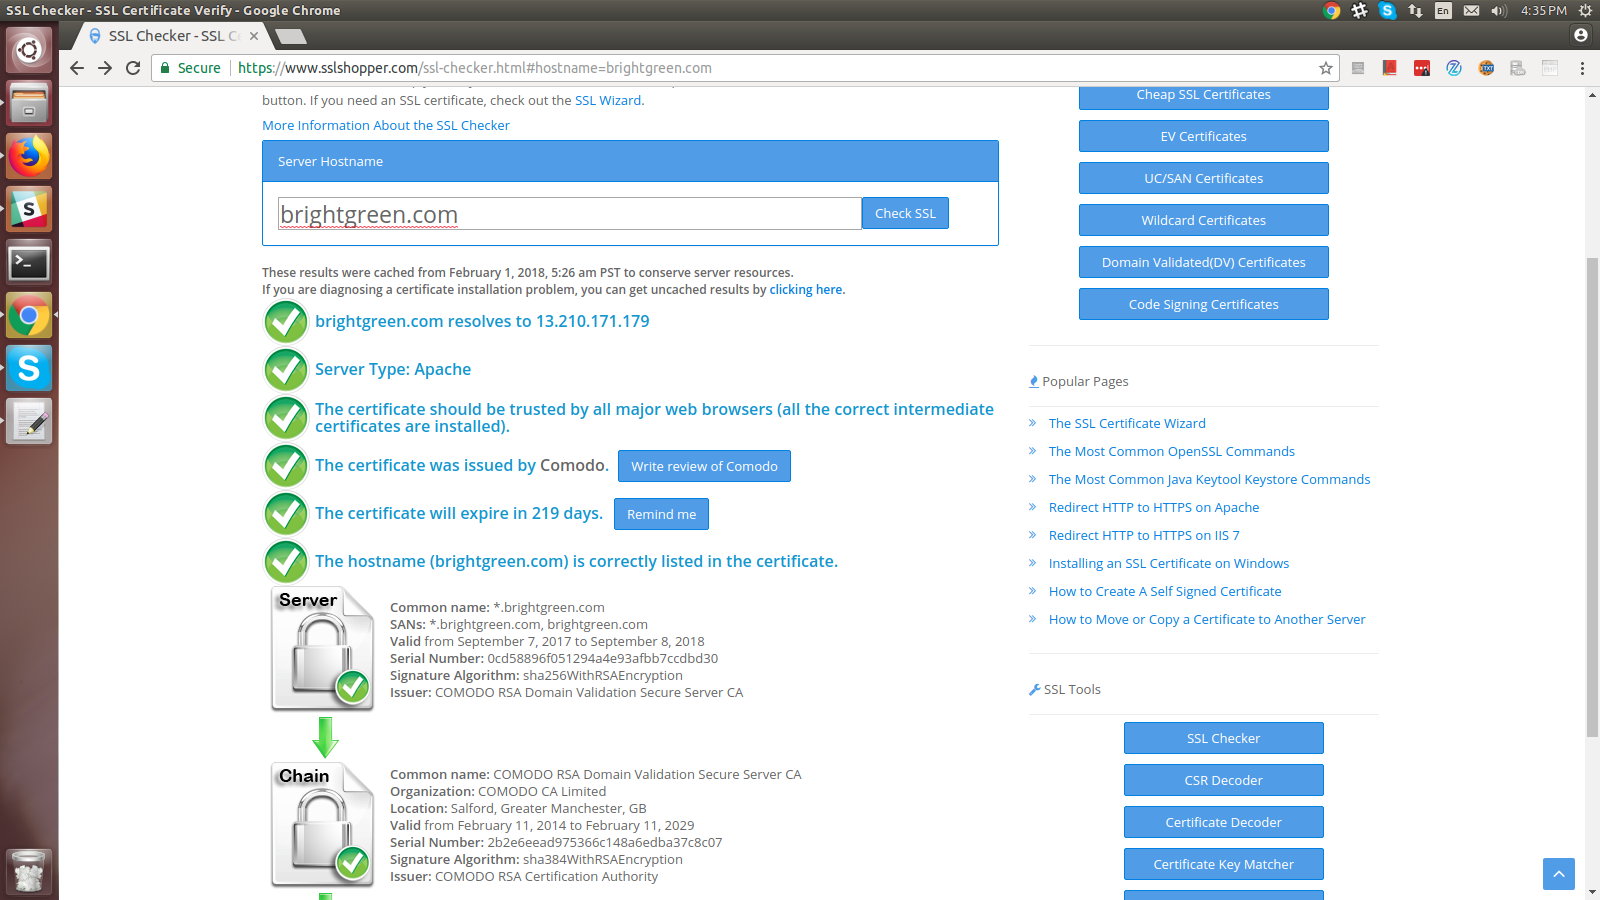 SSL Checker - SSL Certificate Verify - Google Chrome
En
4:35 PM
SSL Checker - SSL C
Secure
https://www.sslshopper.com/ssl-checker.html#hostname=brightgreen.com
button. If you need an SSL certificate, check out the SSL Wizard.
More Information About the SSL Checker
Server Hostname
brightgreen.com
Check SSL
These results were cached from February 1, 2018, 5:26 am PST to conserve server resources.
If you are diagnosing a certificate installation problem, you can get uncached results by clicking here.
brightgreen.com resolves to 13.210.171.179
Server Type: Apache
The certificate should be trusted by all major web browsers (all the correct intermediate
certificates are installed).
The certificate was issued by Comodo.
Write review of Comodo
The certificate will expire in 219 days.
Remind me
The hostname (brightgreen.com) is correctly listed in the certificate.
Server
Common name: *.brightgreen.com
SANs: *.brightgreen.com, brightgreen.com
Valid from September 7, 2017 to September 8, 2018
Serial Number: 0cd58896f051294a4e93afbb7ccdbd30
Signature Algorithm: sha256WithRSAEncryption
Issuer: COMODO RSA Domain Validation Secure Server CA
Chain
Common name: COMODO RSA Domain Validation Secure Server CA
Organization: COMODO CA Limited
Location: Salford, Greater Manchester, GB
Valid from February 11, 2014 to February 11, 2029
Serial Number: 2b2e6eead975366c148a6edba37c8c07
Signature Algorithm: sha384WithRSAEncryption
Issuer: COMODO RSA Certification Authority
Cheap SSL Certificates
EV Certificates
UC/SAN Certificates
Wildcard Certificates
Domain Validated(DV) Certificates
Code Signing Certificates
Popular Pages
The SSL Certificate Wizard
The Most Common OpenSSL Commands
The Most Common Java Keytool Keystore Commands
Redirect HTTP to HTTPS on Apache
Redirect HTTP to HTTPS on IIS 7
Installing an SSL Certificate on Windows
How to Create A Self Signed Certificate
How to Move or Copy a Certificate to Another Server
SSL Tools
SSL Checker
CSR Decoder
Certificate Decoder
Certificate Key Matcher